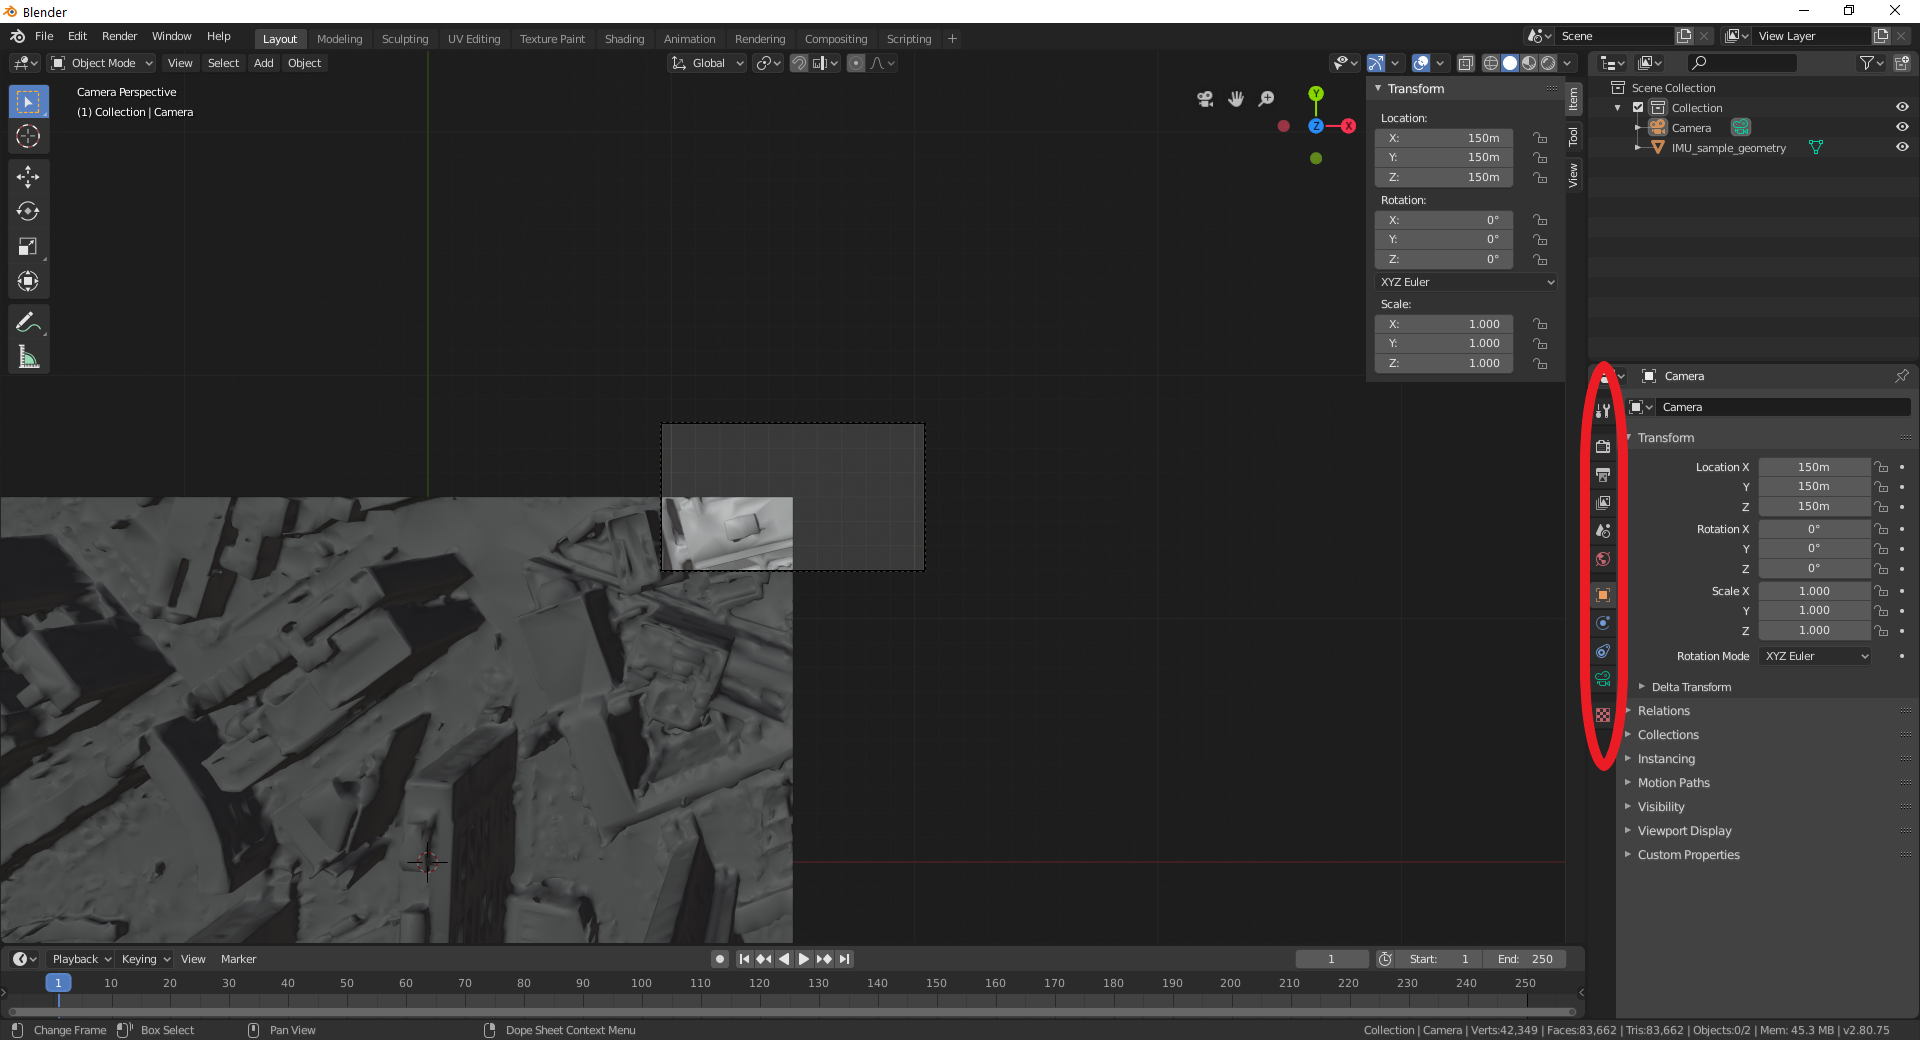 Blender
File Edit Render Window Help Layout Modeling Sculpting UV Editing Texture Paint Shading Animation Rendering Compositing Scripting + Scene View Layer
Object Mode View Select Add Object Global
Camera Perspective
(1) Collection | Camera
Y
Z X
Transform
Location:
X: 150m
Y: 150m
Z: 150m
Rotation:
X: 0°
Y: 0°
Z: 0°
XYZ Euler
Scale:
X: 1.000
Y: 1.000
Z: 1.000
Item
Tool
View
Scene Collection
Collection
Camera
IMU_sample_geometry
Camera
Camera
Transform
Location X 150m
Y 150m
Z 150m
Rotation X 0°
Y 0°
Z 0°
Scale X 1.000
Y 1.000
Z 1.000
Rotation Mode XYZ Euler
Delta Transform
Relations
Collections
Instancing
Motion Paths
Visibility
Viewport Display
Custom Properties
Playback Keying View Marker 1 Start: 1 End: 250
1 10 20 30 40 50 60 70 80 90 100 110 120 130 140 150 160 170 180 190 200 210 220 230 240 250
Change Frame Box Select Pan View Dope Sheet Context Menu Collection | Camera | Verts:42,349 | Faces:83,662 | Tris:83,662 | Objects:0/2 | Mem: 45.3 MB | v2.80.75